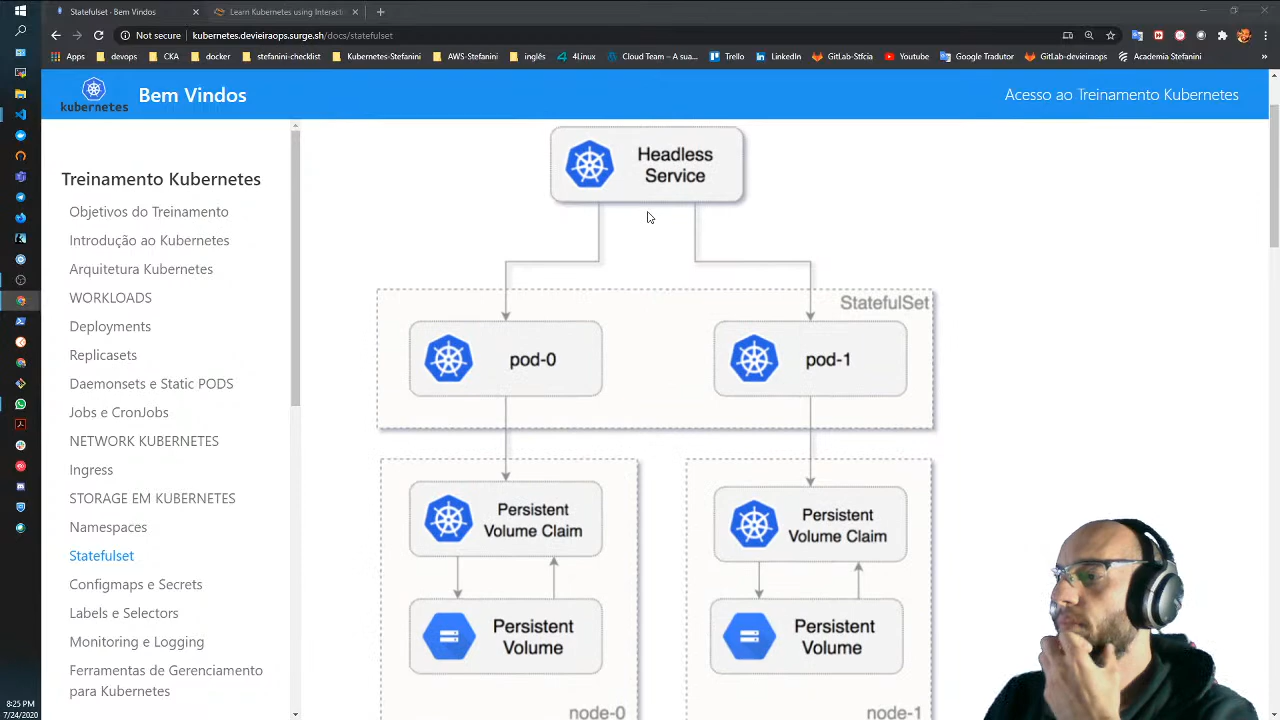 Statefulset - Bem Vindos
Learn Kubernetes using Interacti
Not secure
kubernetes.devieiraops.surge.sh/docs/statefulset
Apps
devops
CKA
docker
stefanini-checklist
Kubernetes-Stefanini
AWS-Stefanini
inglês
4Linux
Cloud Team – A sua...
Trello
LinkedIn
GitLab-Stfcia
Youtube
Google Tradutor
GitLab-devieiraops
Academia Stefanini
kubernetes
Bem Vindos
Acesso ao Treinamento Kubernetes
Treinamento Kubernetes
Objetivos do Treinamento
Introdução ao Kubernetes
Arquitetura Kubernetes
WORKLOADS
Deployments
Replicasets
Daemonsets e Static PODS
Jobs e CronJobs
NETWORK KUBERNETES
Ingress
STORAGE EM KUBERNETES
Namespaces
Statefulset
Configmaps e Secrets
Labels e Selectors
Monitoring e Logging
Ferramentas de Gerenciamento
para Kubernetes
Headless
Service
StatefulSet
pod-0
pod-1
Persistent
Volume Claim
Persistent
Volume Claim
Persistent
Volume
Persistent
Volume
node-0
node-1
8:25 PM
7/24/2020